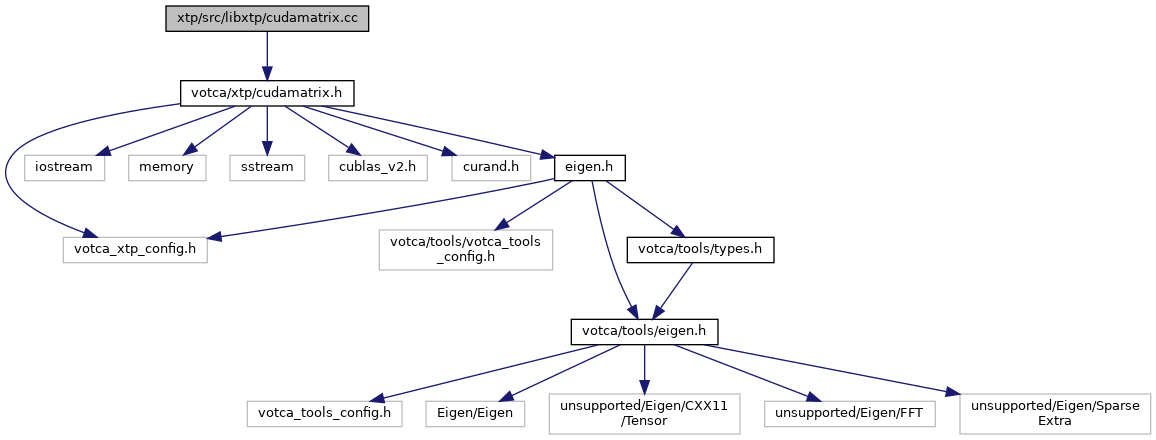 xtp/src/libxtp/cudamatrix.cc
votca/xtp/cudamatrix.h
iostream
memory
sstream
cublas_v2.h
curand.h
eigen.h
votca_xtp_config.h
votca/tools/votca_tools
_config.h
votca/tools/types.h
votca/tools/eigen.h
votca_tools_config.h
Eigen/Eigen
unsupported/Eigen/CXX11
/Tensor
unsupported/Eigen/FFT
unsupported/Eigen/Sparse
Extra